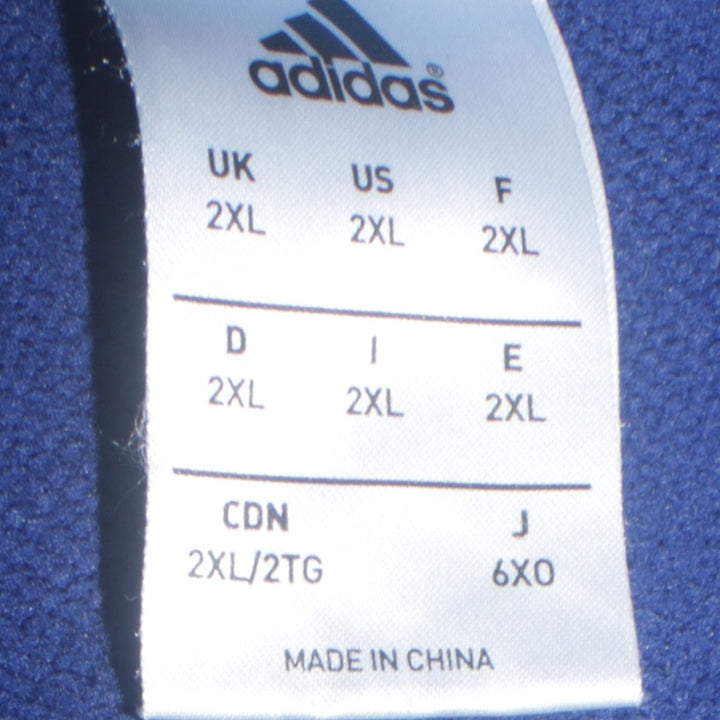 adidas®
UK US F
2XL 2XL 2XL
D I E
2XL 2XL 2XL
CDN J
2XL/2TG 6XO
MADE IN CHINA